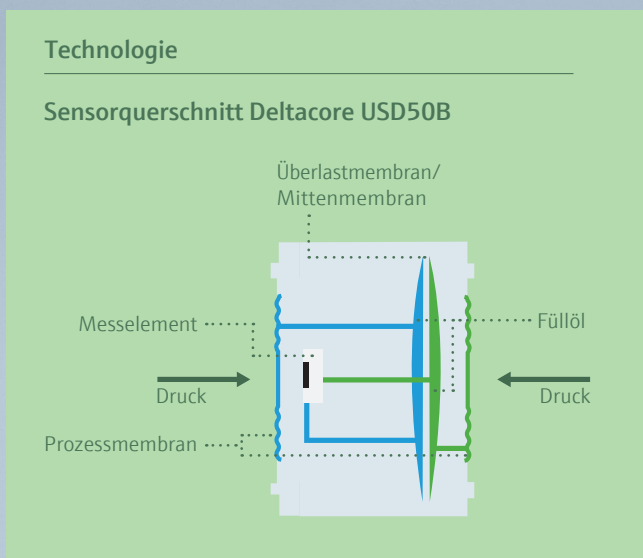 Technologie
Sensorquerschnitt Deltacore USD50B
Überlastmembran/
Mittenmembran
Messelement
Füllöl
Druck
Druck
Prozessmembran